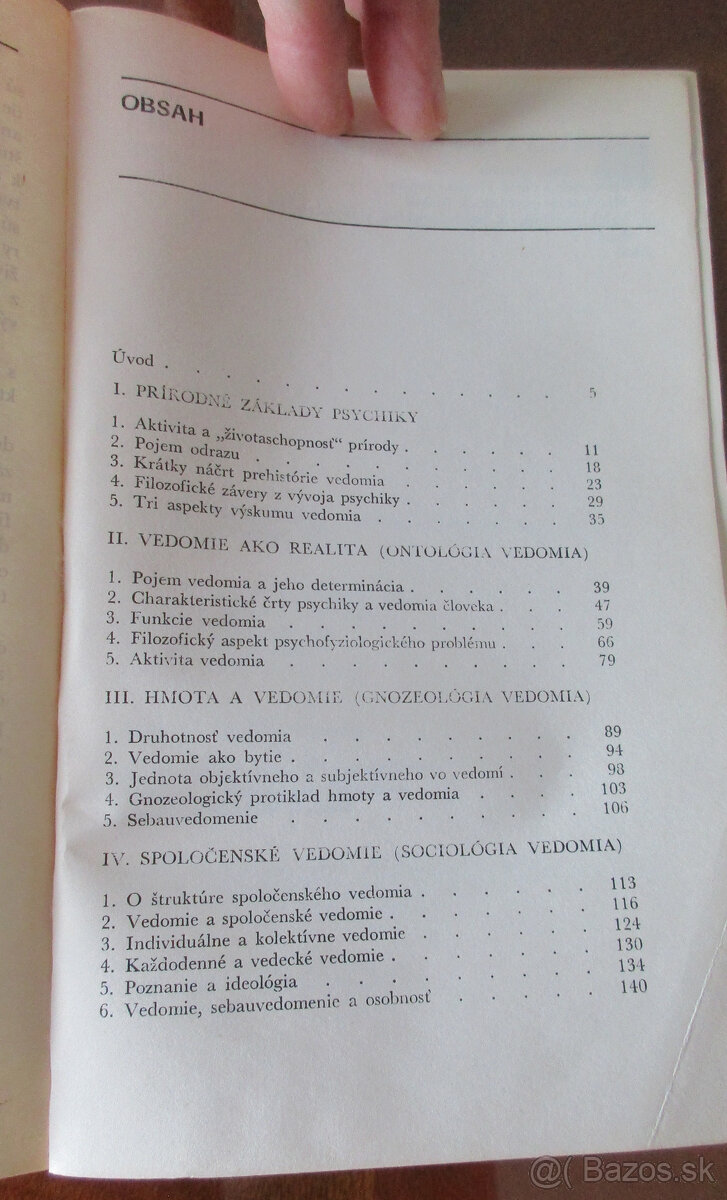 OBSAH
Úvod . . . . . . . . . . . 5
I. PRÍRODNÉ ZÁKLADY PSYCHIKY
1. Aktivita a „životaschopnosť“ prírody . . . . . 11
2. Pojem odrazu . . . . . . . . . 18
3. Krátky náčrt prehistórie vedomia . . . . . 23
4. Filozofické závery z vývoja psychiky . . . . . 29
5. Tri aspekty výskumu vedomia . . . . . . 35
II. VEDOMIE AKO REALITA (ONTOLÓGIA VEDOMIA)
1. Pojem vedomia a jeho determinácia . . . . . 39
2. Charakteristické črty psychiky a vedomia človeka . . . 47
3. Funkcie vedomia . . . . . . . . 59
4. Filozofický aspekt psychofyziologického problému . . . 66
5. Aktivita vedomia . . . . . . . . 79
III. HMOTA A VEDOMIE (GNOZEOLÓGIA VEDOMIA)
1. Druhotnosť vedomia . . . . . . . 89
2. Vedomie ako bytie . . . . . . . . 94
3. Jednota objektívneho a subjektívneho vo vedomí . . . 98
4. Gnozeologický protiklad hmoty a vedomia . . . . 103
5. Sebauvedomenie . . . . . . . . 106
IV. SPOLOČENSKÉ VEDOMIE (SOCIOLÓGIA VEDOMIA)
1. O štruktúre spoločenského vedomia . . . . . . 113
2. Vedomie a spoločenské vedomie . . . . . . . 116
3. Individuálne a kolektívne vedomie . . . . . . 124
4. Každodenné a vedecké vedomie . . . . . . . 130
5. Poznanie a ideológia . . . . . . . . 134
6. Vedomie, sebauvedomenie a osobnosť . . . . . 140
@( Bazos.sk